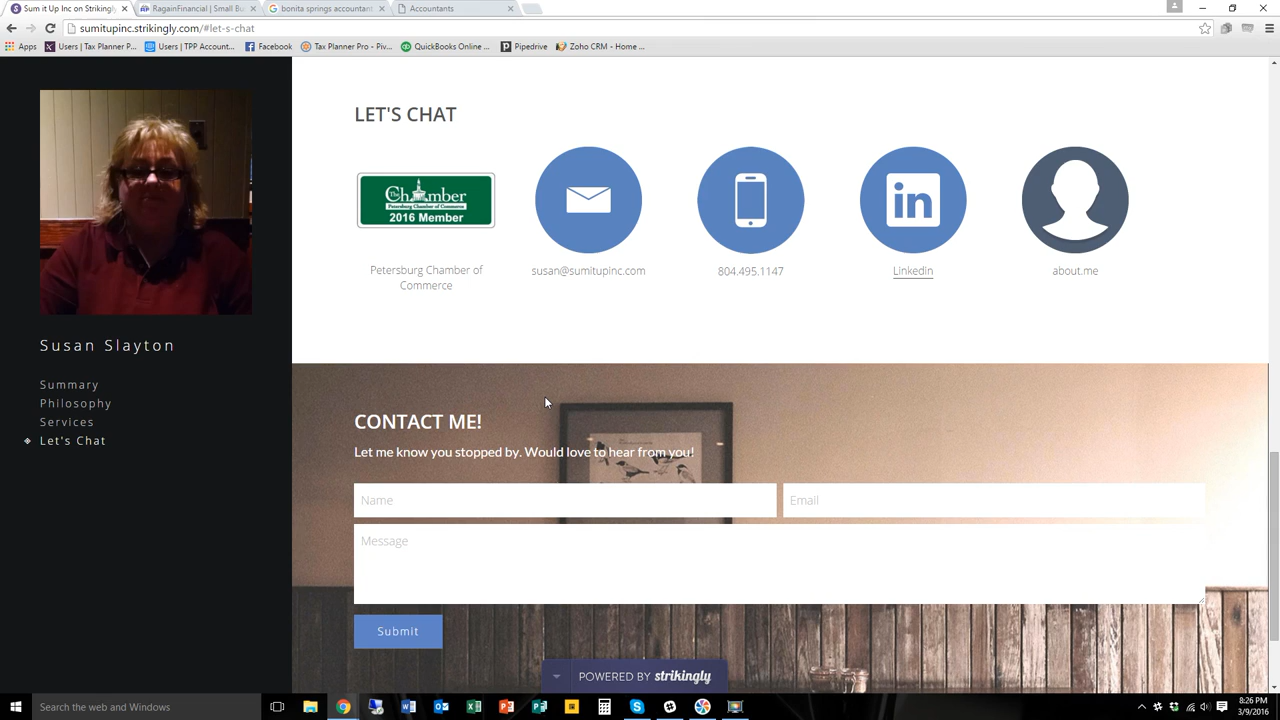 Sum it Up Inc on Strikingly
RagainFinancial | Small Bu
bonita springs accountant
Accountants
sumitupinc.strikingly.com/#let-s-chat
Apps
Users | Tax Planner P...
Users | TPP Account...
Facebook
Tax Planner Pro - Piv...
QuickBooks Online ...
Pipedrive
Zoho CRM - Home ...
Susan Slayton
Summary
Philosophy
Services
Let's Chat
LET'S CHAT
The Chamber
Petersburg Chamber of Commerce
2016 Member
in
Petersburg Chamber of
Commerce
susan@sumitupinc.com
804.495.1147
Linkedin
about.me
CONTACT ME!
Let me know you stopped by. Would love to hear from you!
Name
Email
Message
Submit
POWERED BY strikingly
Search the web and Windows
8:26 PM
3/9/2016